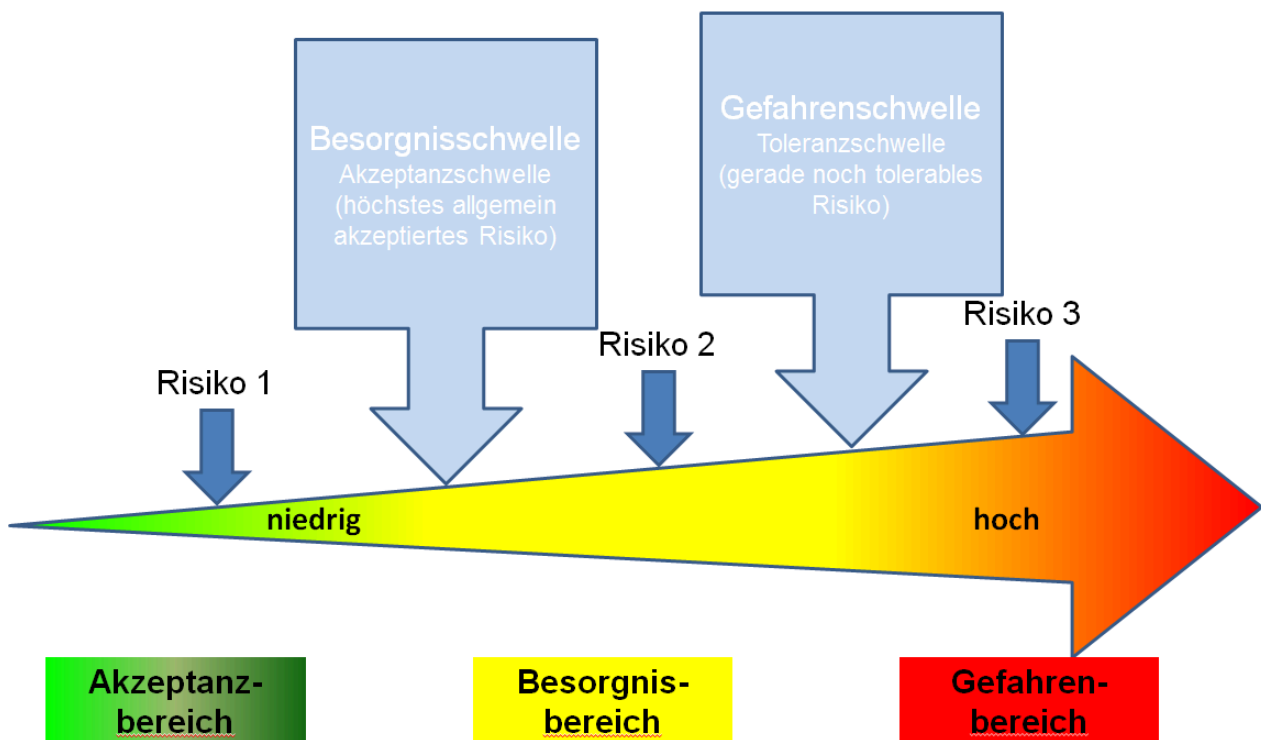 Besorgnisschwelle
Akzeptanzschwelle
(höchstes allgemein
akzeptiertes Risiko)
Gefahrenschwelle
Toleranzschwelle
(gerade noch tolerables
Risiko)
Risiko 1
Risiko 2
Risiko 3
niedrig
hoch
Akzeptanz-
bereich
Besorgnis-
bereich
Gefahren-
bereich